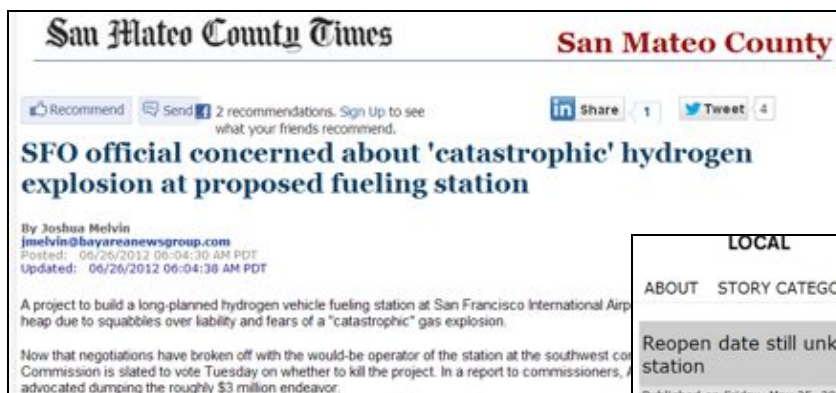 San Mateo County Times
San Mateo County
Recommend Send 2 recommendations. Sign Up to see
what your friends recommend.
in Share 1 Tweet 4
SFO official concerned about 'catastrophic' hydrogen
explosion at proposed fueling station
By Joshua Melvin
jmelvin@bayareanewsgroup.com
Posted: 06/26/2012 06:04:30 AM PDT
Updated: 06/26/2012 06:04:38 AM PDT
A project to build a long-planned hydrogen vehicle fueling station at San Francisco International Airp
heap due to squabbles over liability and fears of a "catastrophic" gas explosion.
Now that negotiations have broken off with the would-be operator of the station at the southwest cor
Commission is slated to vote Tuesday on whether to kill the project. In a report to commissioners, A
advocated dumping the roughly $3 million endeavor.
LOCAL
ABOUT STORY CATEGO
Reopen date still unk
station